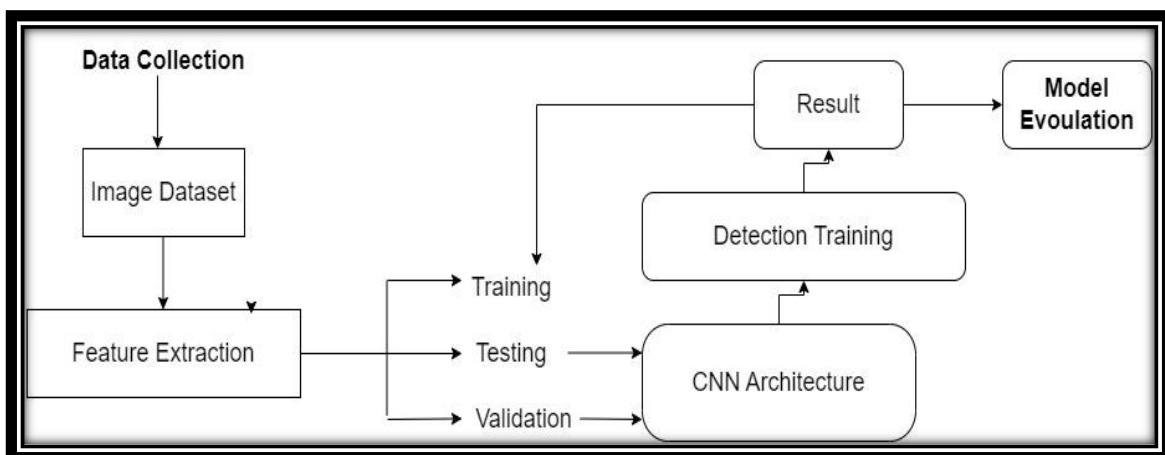 Data Collection
Image Dataset
Feature Extraction
Training
Testing
Validation
CNN Architecture
Detection Training
Result
Model
Evoulation